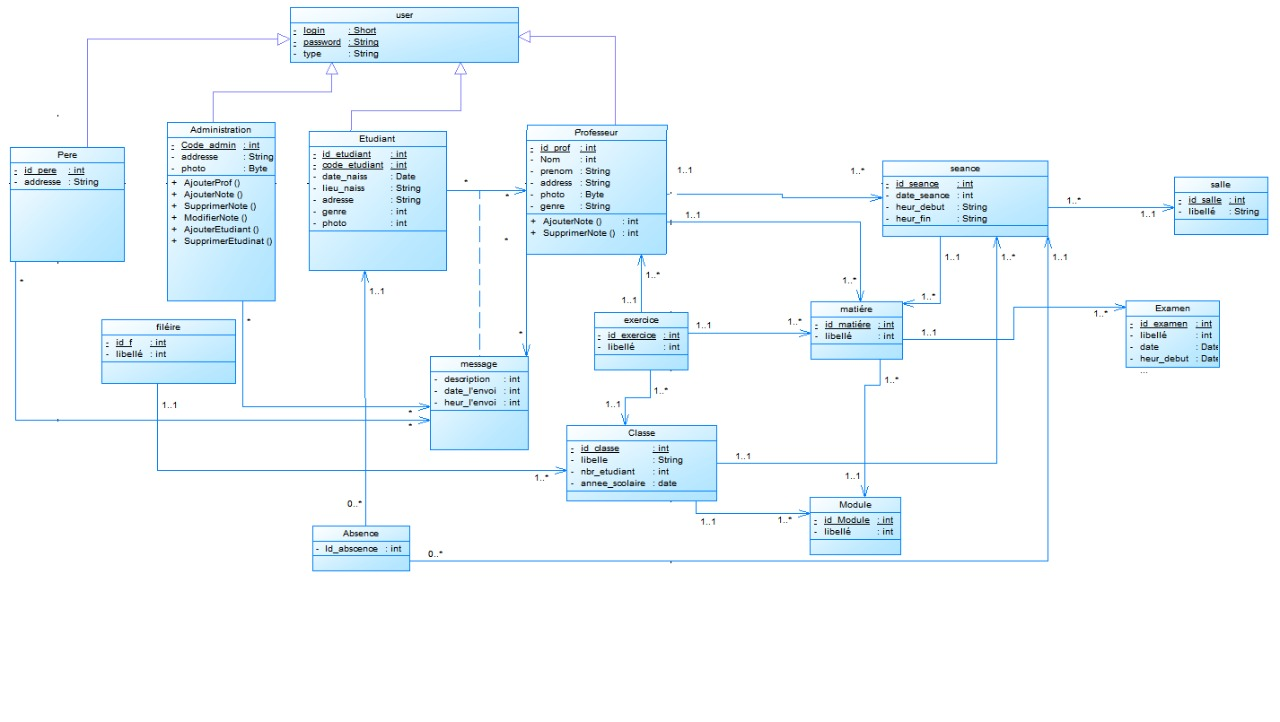 user
- login : Short
- password : String
- type : String
Administration
- Code_admin : int
- addresse : String
- photo : Byte
+ AjouterProf ()
+ AjouterNote ()
+ SupprimerNote ()
+ ModifierNote ()
+ AjouterEtudiant ()
+ SupprimerEtudinat ()
Etudiant
- id_etudiant : int
- code_etudiant : int
- date_naiss : Date
- lieu_naiss : String
- adresse : String
- genre : int
- photo : int
Professeur
- id_prof : int
- Nom : int
- prenom : String
- address : String
- photo : Byte
- genre : String
+ AjouterNote () : int
+ SupprimerNote () : int
Pere
- id_pere : int
- addresse : String
seance
- id_seance : int
- date_seance : int
- heur_debut : String
- heur_fin : String
salle
- id_salle : int
- libellé : String
1..1
1..*
*
*
1..*
1..1
1..1
*
1..1
1..*
1..1
1..*
*
1..*
1..1
1..*
1..*
1..*
filéire
- id_f : int
- libellé : int
*
exercice
- id_exercice : int
- libellé : int
matiére
- id_matiére : int
- libellé : int
Examen
- id_examen : int
- libellé : int
- date : Date
- heur_debut : Date
...
1..1
1..*
1..1
*
message
- description : int
- date_l'envoi : int
- heur_l'envoi : int
1..*
1..*
1..1
1..1
*
*
Classe
- id_classe : int
- libelle : String
- nbr_etudiant : int
- annee_scolaire : date
1..1
1..*
1..1
0..*
1..1
1..*
Module
- id_Module : int
- libellé : int
Absence
- Id_abscence : int
0..*